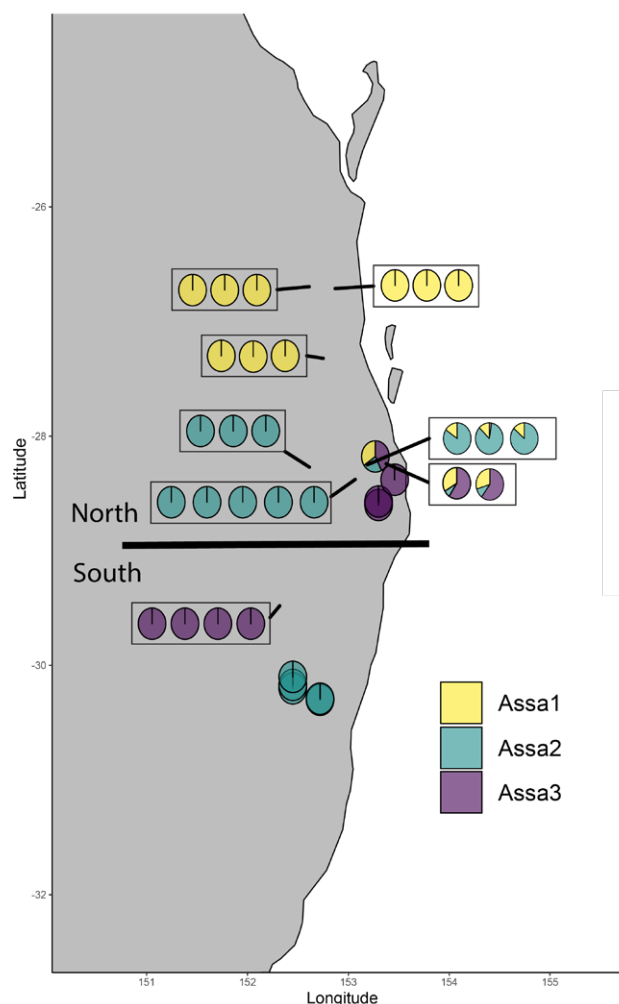 -26
-28
Latitude
North
South
-30
Assa1
Assa2
Assa3
-32
151
152
153
154
155
Longitude